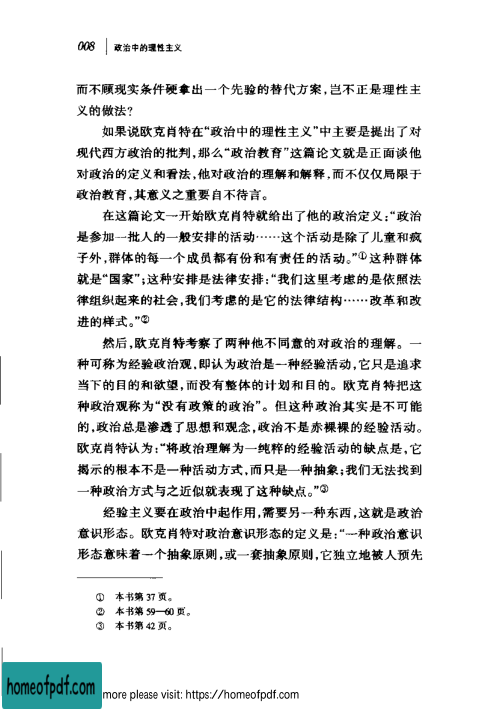 008 政治中的理性主义
而不顾现实条件硬拿出一个先验的替代方案,岂不正是理性主
义的做法?
如果说欧克肖特在“政治中的理性主义”中主要是提出了对
现代西方政治的批判,那么“政治教育”这篇论文就是正面谈他
对政治的定义和看法,他对政治的理解和解释,而不仅仅局限于
政治教育,其意义之重要自不待言。
在这篇论文一开始欧克肖特就给出了他的政治定义:“政治
是参加一批人的一般安排的活动……这个活动是除了儿童和疯
子外,群体的每一个成员都有份和有责任的活动。”①这种群体
就是“国家”;这种安排是法律安排:“我们这里考虑的是依照法
律组织起来的社会,我们考虑的是它的法律结构……改革和改
进的样式。”②
然后,欧克肖特考察了两种他不同意的对政治的理解。一
种可称为经验政治观,即认为政治是一种经验活动,它只是追求
当下的目的和欲望,而没有整体的计划和目的。欧克肖特把这
种政治观称为“没有政策的政治”。但这种政治其实是不可能
的,政治总是渗透了思想和观念,政治不是赤裸裸的经验活动。
欧克肖特认为:“将政治理解为一纯粹的经验活动的缺点是,它
揭示的根本不是一种活动方式,而只是一种抽象;我们无法找到
一种政治方式与之近似就表现了这种缺点。”③
经验主义要在政治中起作用,需要另一种东西,这就是政治
意识形态。欧克肖特对政治意识形态的定义是:“一种政治意识
形态意味着一个抽象原则,或一套抽象原则,它独立地被人预先
① 本书第 37 页。
② 本书第 59—60 页。
③ 本书第 42 页。
homeofpdf.com more please visit: https://homeofpdf.com